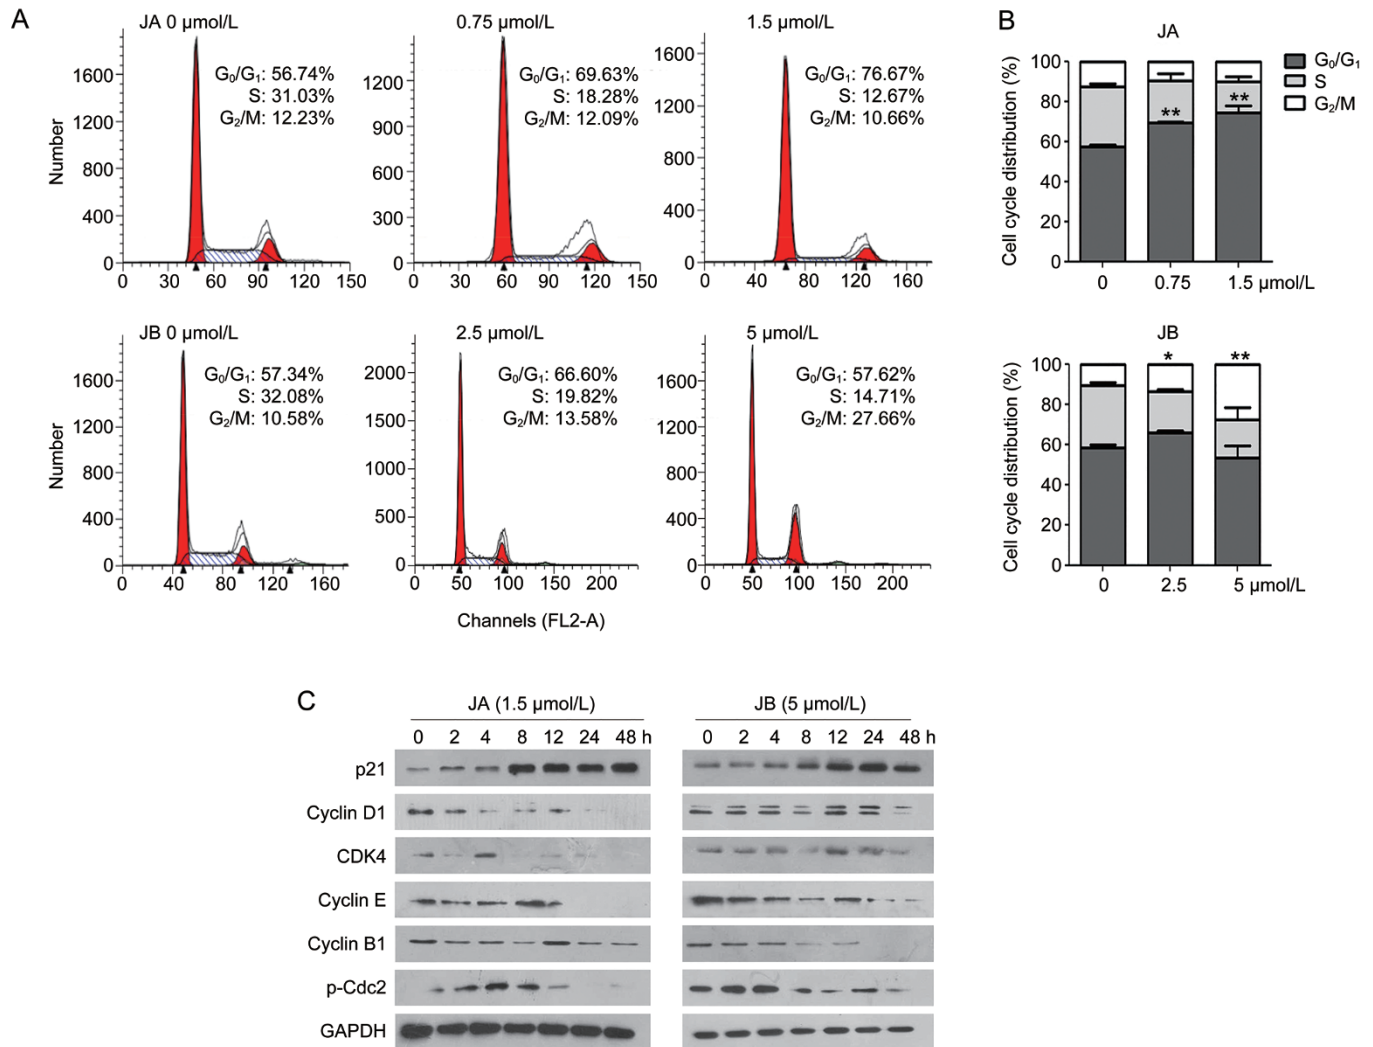 A
JA 0 µmol/L
0.75 µmol/L
1.5 µmol/L
G₀/G₁: 56.74%
S: 31.03%
G₂/M: 12.23%
G₀/G₁: 69.63%
S: 18.28%
G₂/M: 12.09%
G₀/G₁: 76.67%
S: 12.67%
G₂/M: 10.66%
Number
1600
1200
800
400
0
0 30 60 90 120 150
1200
900
600
300
0
0 30 60 90 120 150
1600
1200
800
400
0
0 40 80 120 160
JB 0 µmol/L
2.5 µmol/L
5 µmol/L
G₀/G₁: 57.34%
S: 32.08%
G₂/M: 10.58%
G₀/G₁: 66.60%
S: 19.82%
G₂/M: 13.58%
G₀/G₁: 57.62%
S: 14.71%
G₂/M: 27.66%
Number
1600
1200
800
400
0
0 40 80 120 160
2000
1500
1000
500
0
0 50 100 150 200
1600
1200
800
400
0
0 50 100 150 200
Channels (FL2-A)
B
JA
G₀/G₁
S
G₂/M
Cell cycle distribution (%)
100
80
60
40
20
0
**
**
0 0.75 1.5 µmol/L
JB
Cell cycle distribution (%)
100
80
60
40
20
0
*
**
0 2.5 5 µmol/L
C
JA (1.5 µmol/L)
JB (5 µmol/L)
0 2 4 8 12 24 48 h
0 2 4 8 12 24 48 h
p21
Cyclin D1
CDK4
Cyclin E
Cyclin B1
p-Cdc2
GAPDH